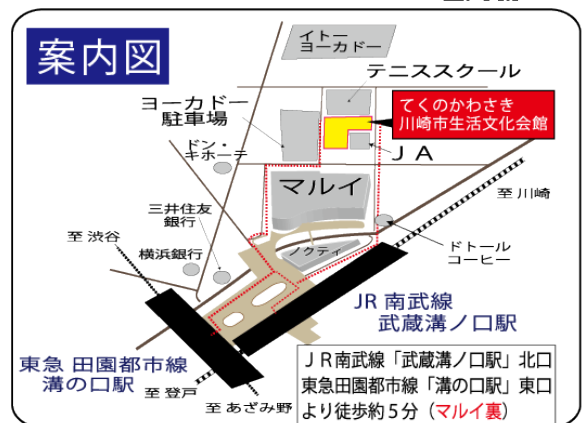 案内図
イトー
ヨーカドー
テニススクール
ヨーカドー
駐車場
てくのかわさき
川崎市生活文化会館
ドン・
キホーテ
JA
マルイ
至 川崎
三井住友
銀行
至 渋谷
横浜銀行
ノクティ
ドトール
コーヒー
JR 南武線
武蔵溝ノ口駅
東急 田園都市線
溝の口駅
至 登戸
至 あざみ野
JR南武線「武蔵溝ノ口駅」北口
東急田園都市線「溝の口駅」東口
より徒歩約5分（マルイ裏）